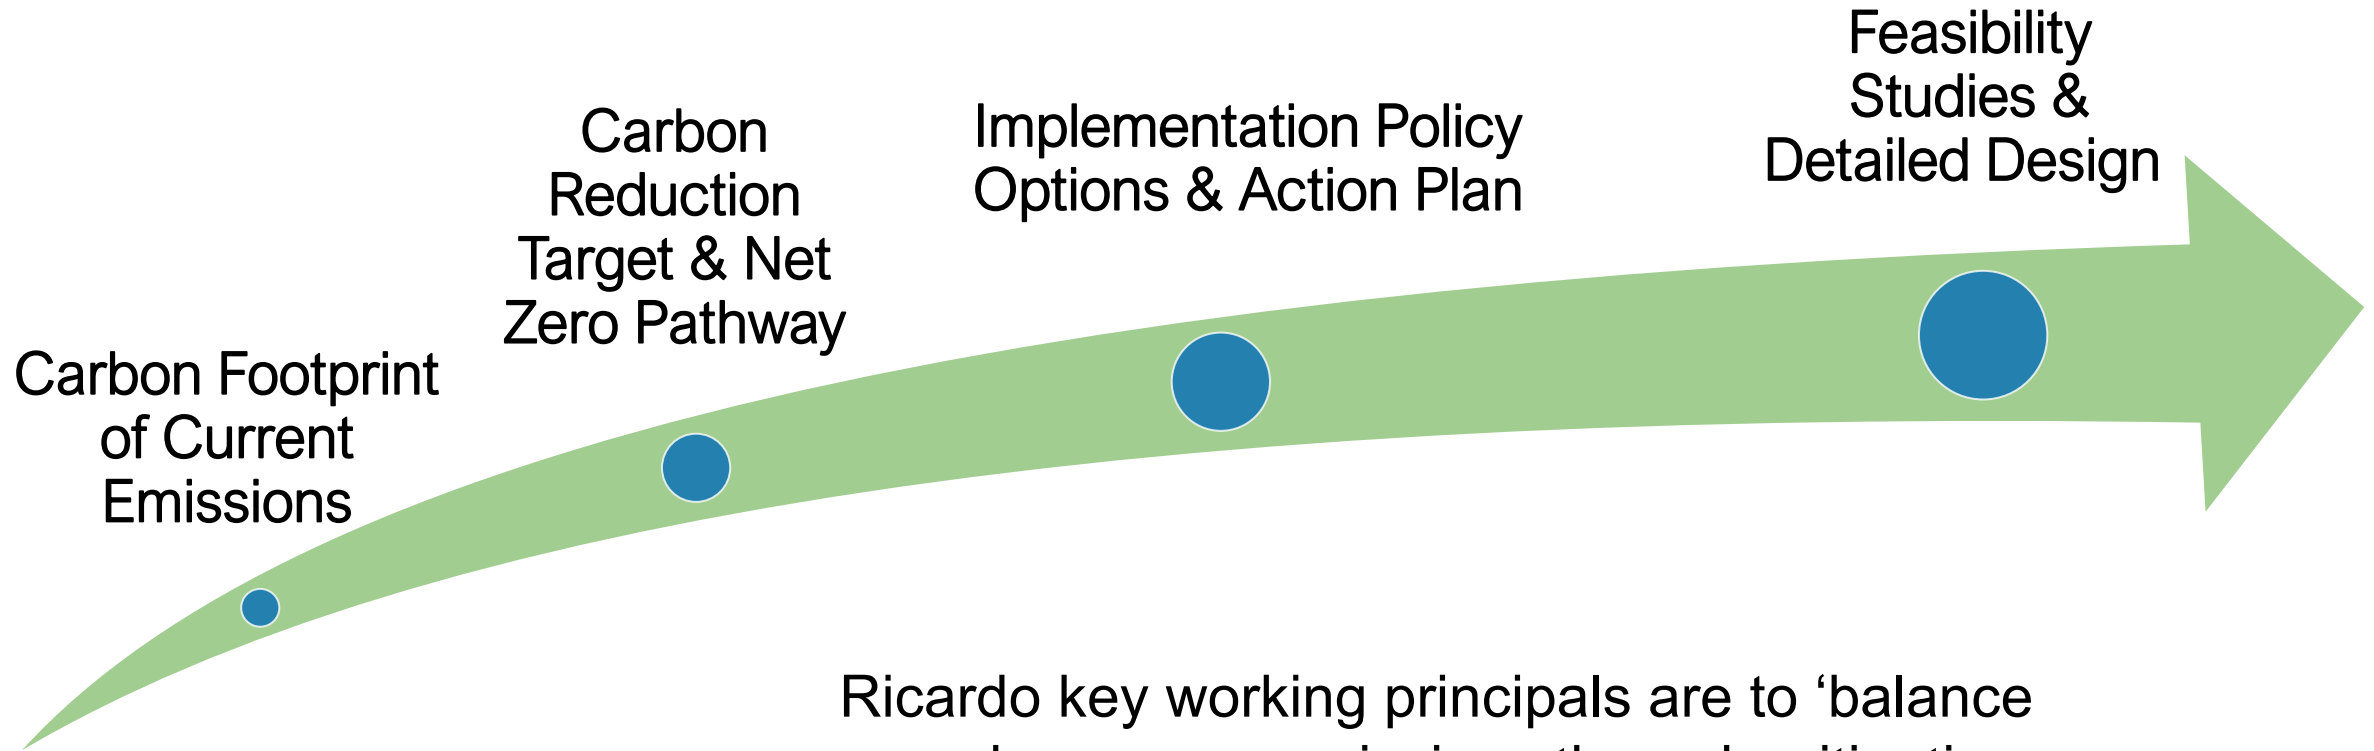 Carbon Footprint
of Current
Emissions
Carbon
Reduction
Target & Net
Zero Pathway
Implementation Policy
Options & Action Plan
Feasibility
Studies &
Detailed Design
Ricardo key working principals are to ‘balance